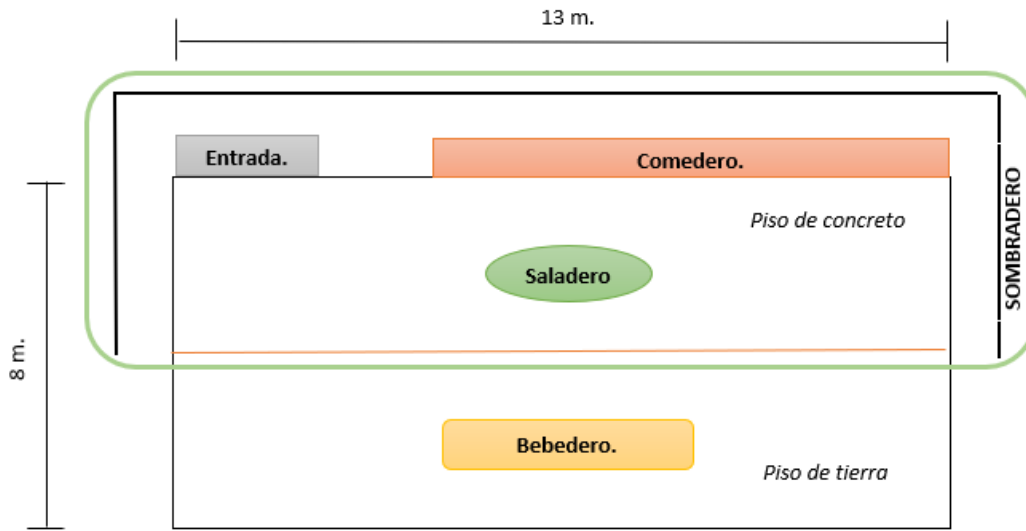 13 m.
Entrada.
Comedero.
Piso de concreto
SOMBRADERO
Saladero
8 m.
Bebedero.
Piso de tierra